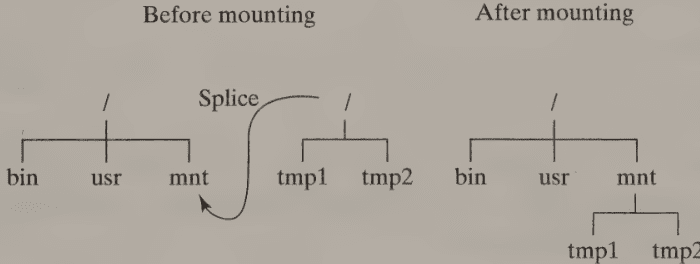 Before mounting
After mounting
/ Splice / /
bin usr mnt tmp1 tmp2 bin usr mnt
tmp1 tmp2